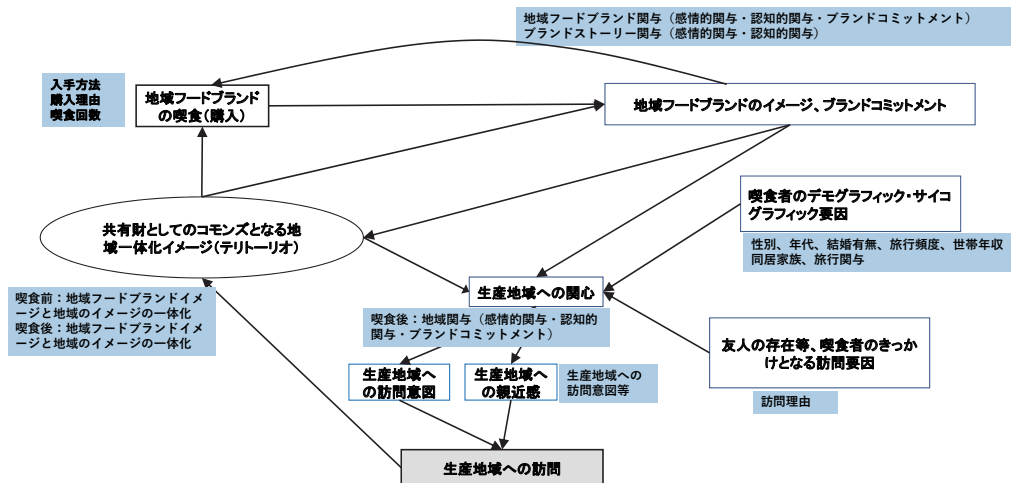 地域フードブランド関与（感情的関与・認知的関与・ブランドコミットメント）
ブランドストーリー関与（感情的関与・認知的関与）
入手方法
購入理由
喫食回数
地域フードブランド
の喫食（購入）
地域フードブランドのイメージ、ブランドコミットメント
喫食者のデモグラフィック・サイコ
グラフィック要因
性別、年代、結婚有無、旅行頻度、世帯年収
同居家族、旅行関与
共有財としてのコモンズとなる地
域一体化イメージ（テリトーリオ）
生産地域への関心
喫食前：地域フードブランドイメ
ージと地域のイメージの一体化
喫食後：地域フードブランドイメ
ージと地域のイメージの一体化
喫食後：地域関与（感情的関与・認知的
関与・ブランドコミットメント）
友人の存在等、喫食者のきっか
けとなる訪問要因
訪問理由
生産地域へ
の訪問意図
生産地域へ
の親近感
生産地域への
訪問意図等
生産地域への訪問